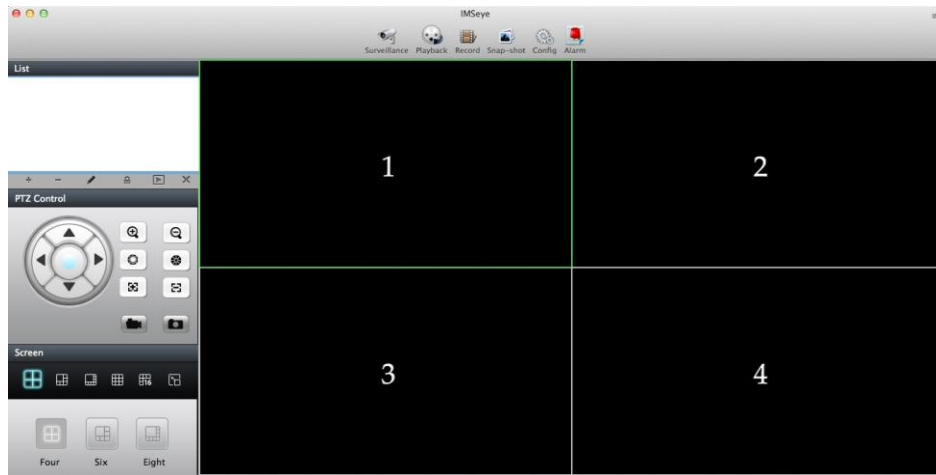 IMSeye
Surveillance Playback Record Snap-shot Config Alarm
List
PTZ Control
Screen
16
Four Six Eight
1
2
3
4